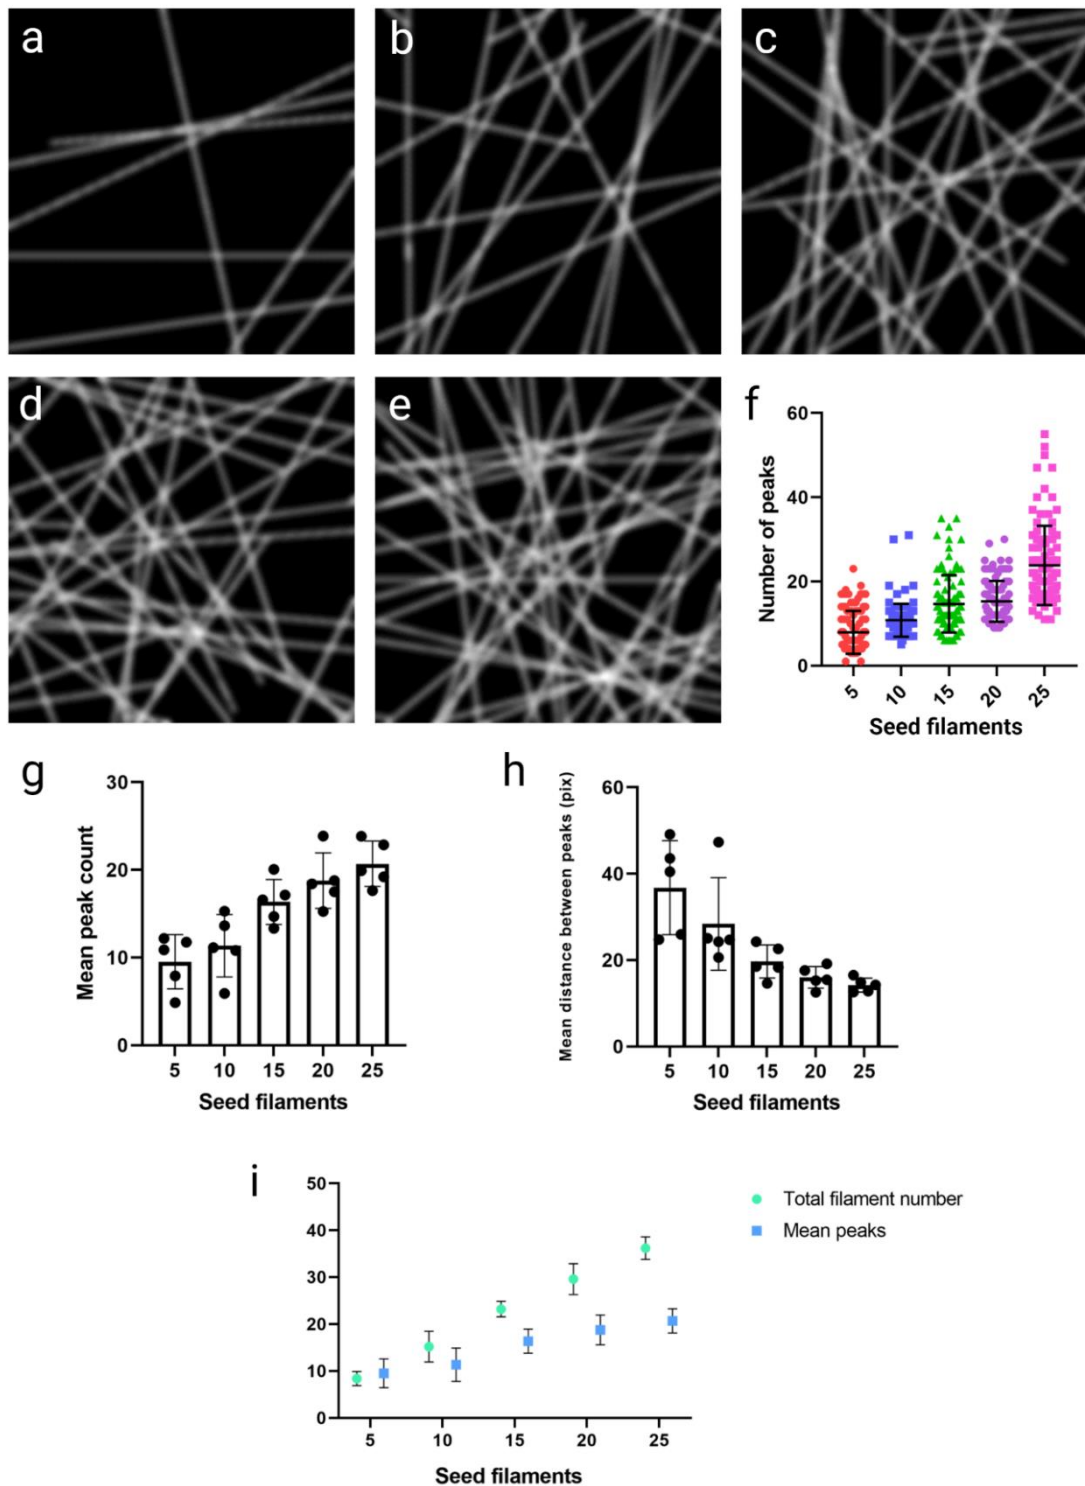 a
b
c
d
e
f
Number of peaks
60
40
20
0
5
10
15
20
25
Seed filaments
g
Mean peak count
30
20
10
0
5
10
15
20
25
Seed filaments
h
Mean distance between peaks (pix)
60
40
20
0
5
10
15
20
25
Seed filaments
i
50
40
30
20
10
0
5
10
15
20
25
Seed filaments
Total filament number
Mean peaks